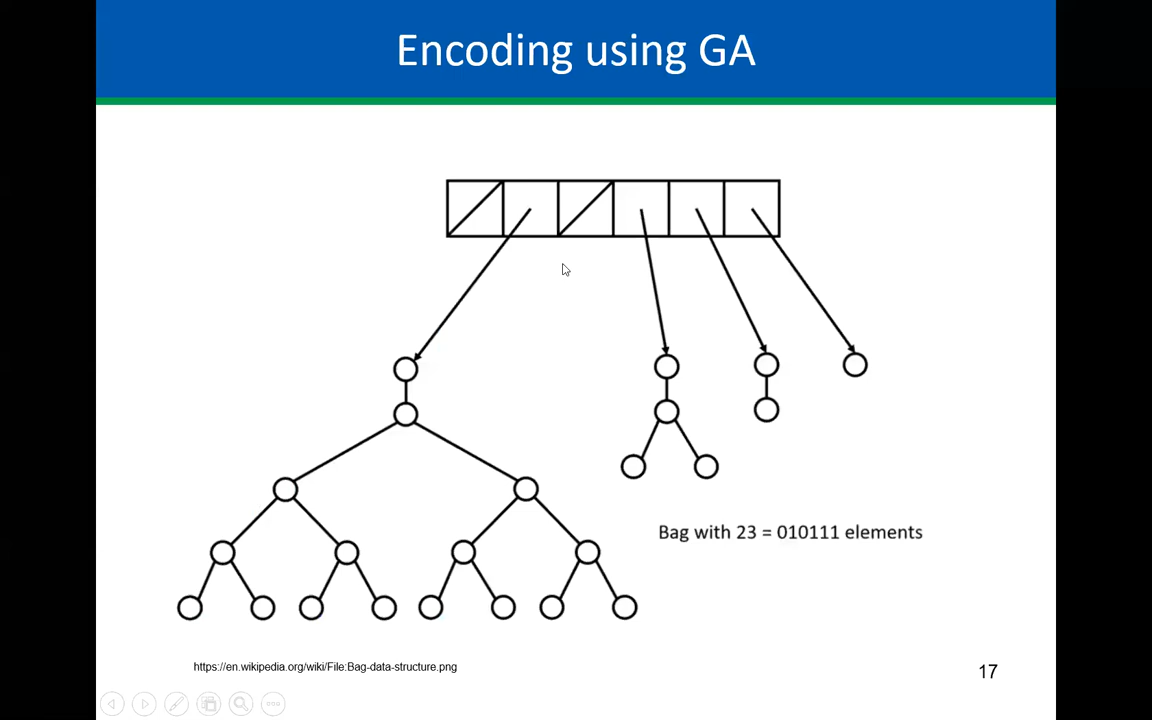 Encoding using GA
Bag with 23 = 010111 elements
https://en.wikipedia.org/wiki/File:Bag-data-structure.png
17